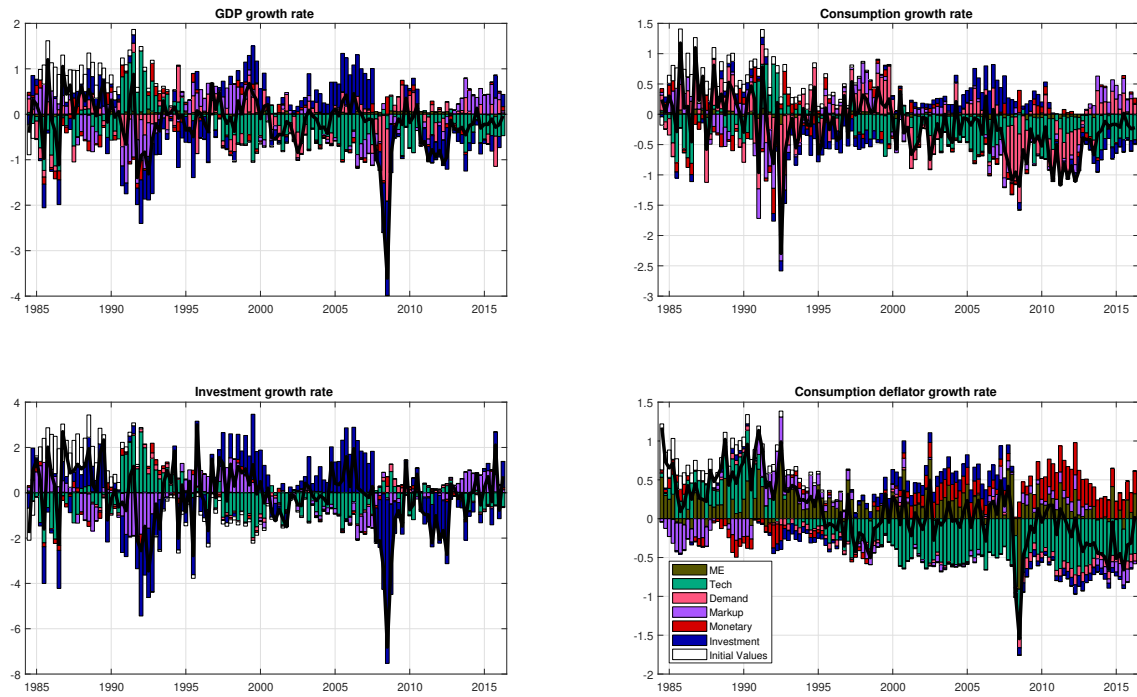 GDP growth rate
2
1
0
-1
-2
-3
-4
1985 1990 1995 2000 2005 2010 2015
Consumption growth rate
1.5
1
0.5
0
-0.5
-1
-1.5
-2
-2.5
-3
1985 1990 1995 2000 2005 2010 2015
Investment growth rate
4
2
0
-2
-4
-6
-8
1985 1990 1995 2000 2005 2010 2015
Consumption deflator growth rate
1.5
1
0.5
0
-0.5
-1
-1.5
-2
ME
Tech
Demand
Markup
Monetary
Investment
Initial Values
1985 1990 1995 2000 2005 2010 2015